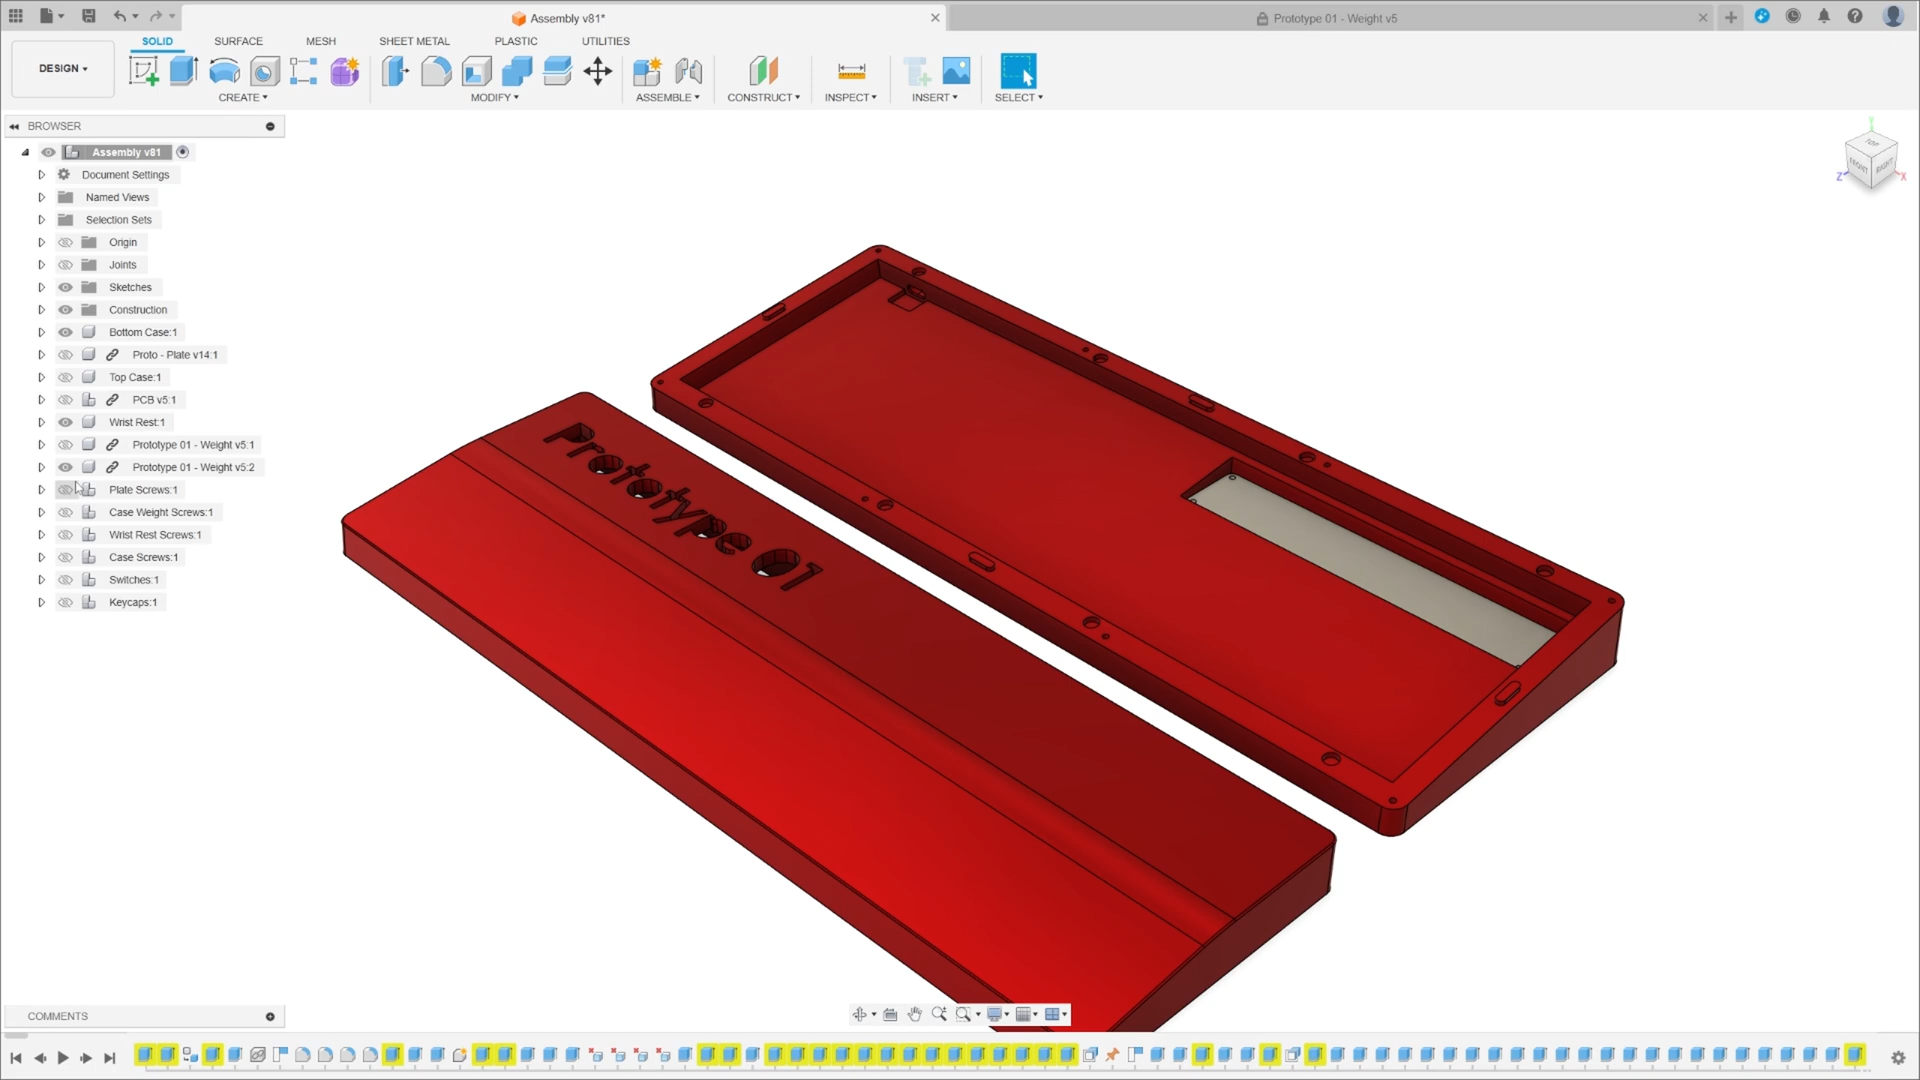 Assembly v81*
Prototype 01 - Weight v5
SOLID
SURFACE
MESH
SHEET METAL
PLASTIC
UTILITIES
DESIGN
CREATE
MODIFY
ASSEMBLE
CONSTRUCT
INSPECT
INSERT
SELECT
BROWSER
Assembly v81
Document Settings
Named Views
Selection Sets
Origin
Joints
Sketches
Construction
Bottom Case:1
Proto - Plate v14:1
Top Case:1
PCB v5:1
Wrist Rest:1
Prototype 01 - Weight v5:1
Prototype 01 - Weight v5:2
Plate Screws:1
Case Weight Screws:1
Wrist Rest Screws:1
Case Screws:1
Switches:1
Keycaps:1
Y
TOP
FRONT
RIGHT
Z
X
Prototype 01
COMMENTS